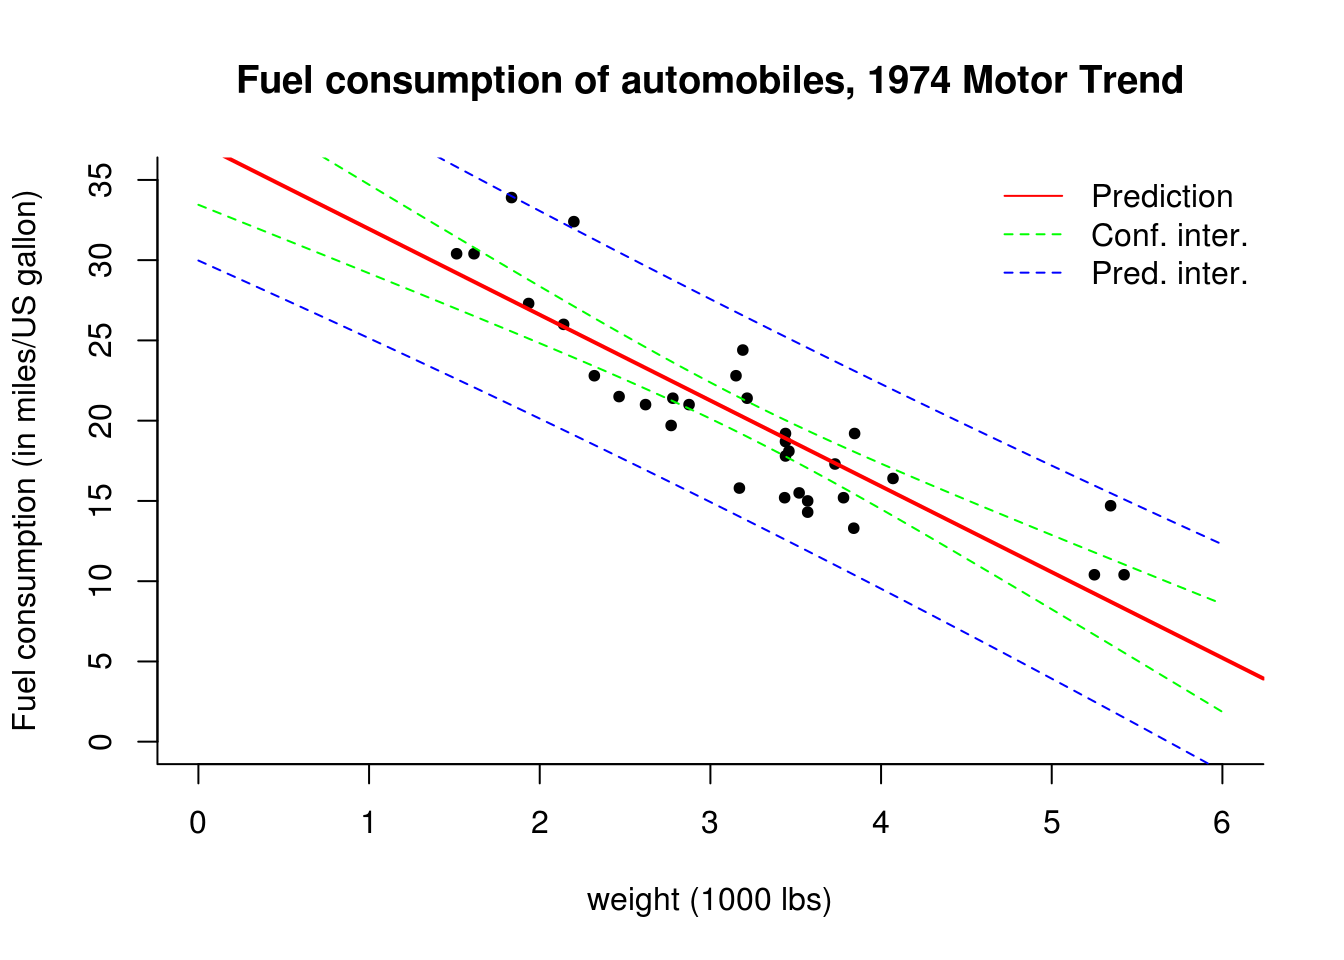 Fuel consumption of automobiles, 1974 Motor Trend
Fuel consumption (in miles/US gallon)
35
30
25
20
15
10
5
0
Prediction
Conf. inter.
Pred. inter.
0 1 2 3 4 5 6
weight (1000 lbs)